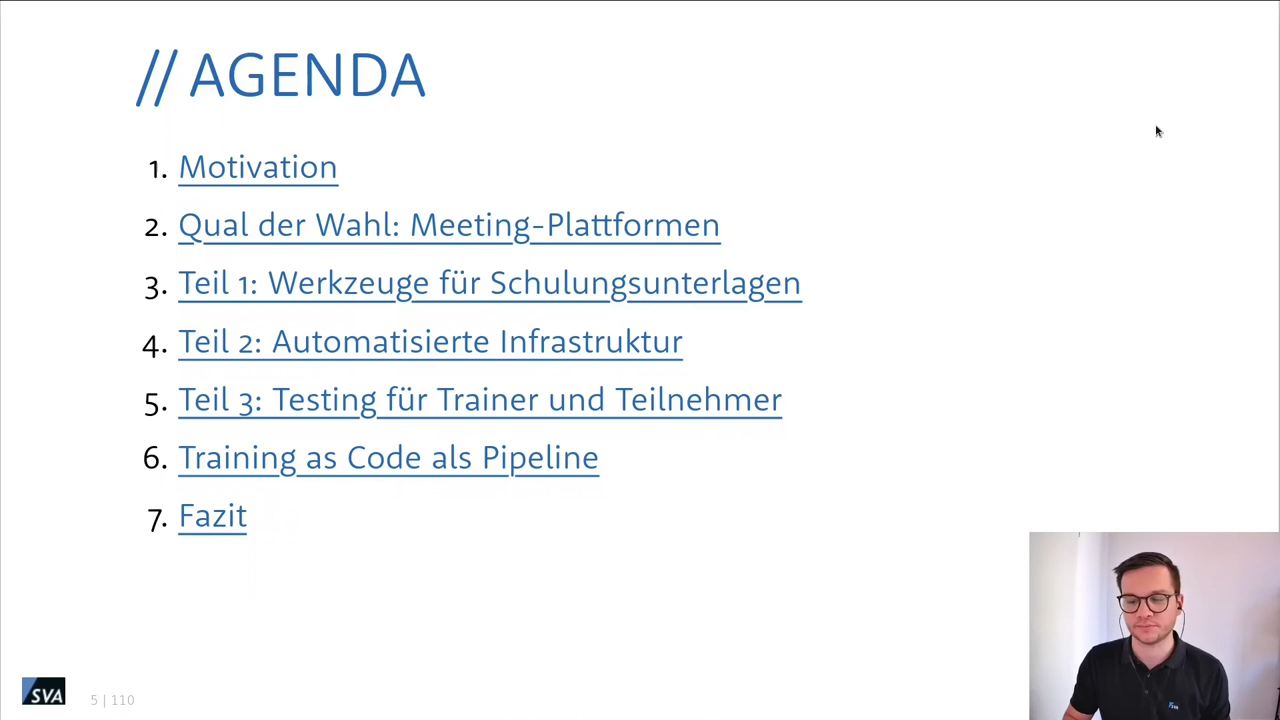 // AGENDA
1. Motivation
2. Qual der Wahl: Meeting-Plattformen
3. Teil 1: Werkzeuge für Schulungsunterlagen
4. Teil 2: Automatisierte Infrastruktur
5. Teil 3: Testing für Trainer und Teilnehmer
6. Training as Code als Pipeline
7. Fazit
SVA
5 | 110